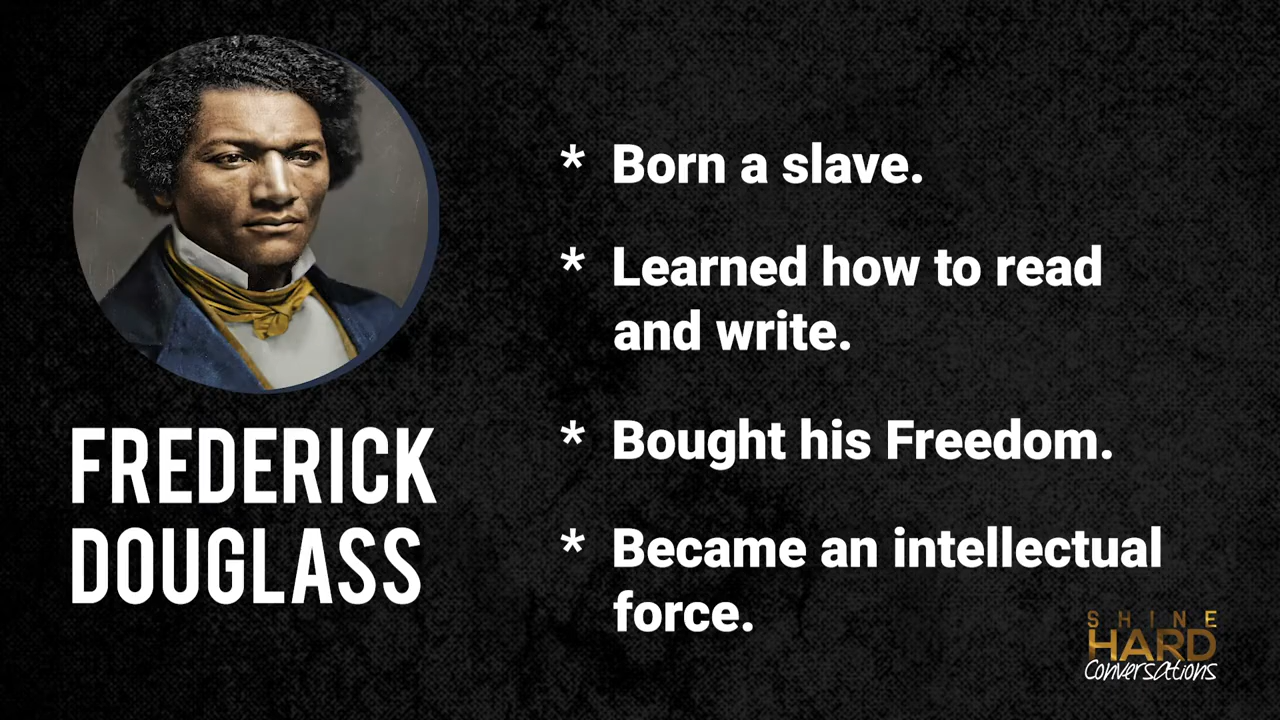 FREDERICK
DOUGLASS
* Born a slave.
* Learned how to read
and write.
* Bought his Freedom.
* Became an intellectual
force.
SHINE
HARD
Conversations